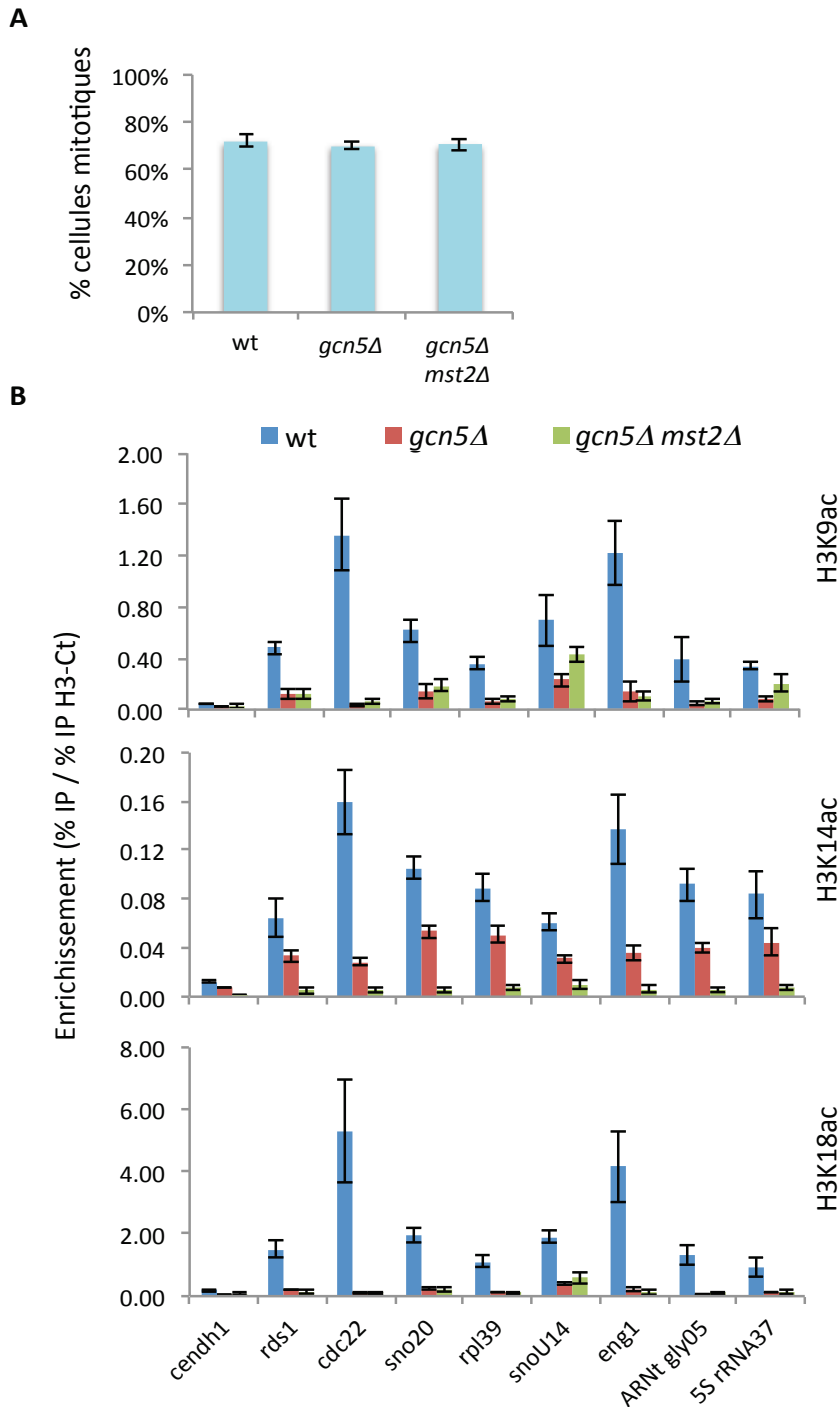 A
% cellules mitotiques
100%
80%
60%
40%
20%
0%
wt
gcn5Δ
gcn5Δ
mst2Δ
B
wt
gcn5Δ
gcn5Δ mst2Δ
Enrichissement (% IP / % IP H3-Ct)
2.00
1.60
1.20
0.80
0.40
0.00
H3K9ac
0.20
0.16
0.12
0.08
0.04
0.00
H3K14ac
8.00
6.00
4.00
2.00
0.00
H3K18ac
cendh1
rds1
cdc22
sno20
rpl39
snoU14
eng1
ARNt gly05
5S rRNA37